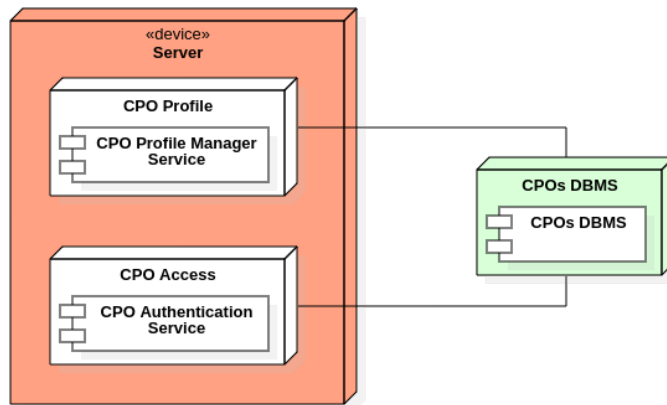 «device»
Server
CPO Profile
CPO Profile Manager
Service
CPO Access
CPO Authentication
Service
CPOs DBMS
CPOs DBMS